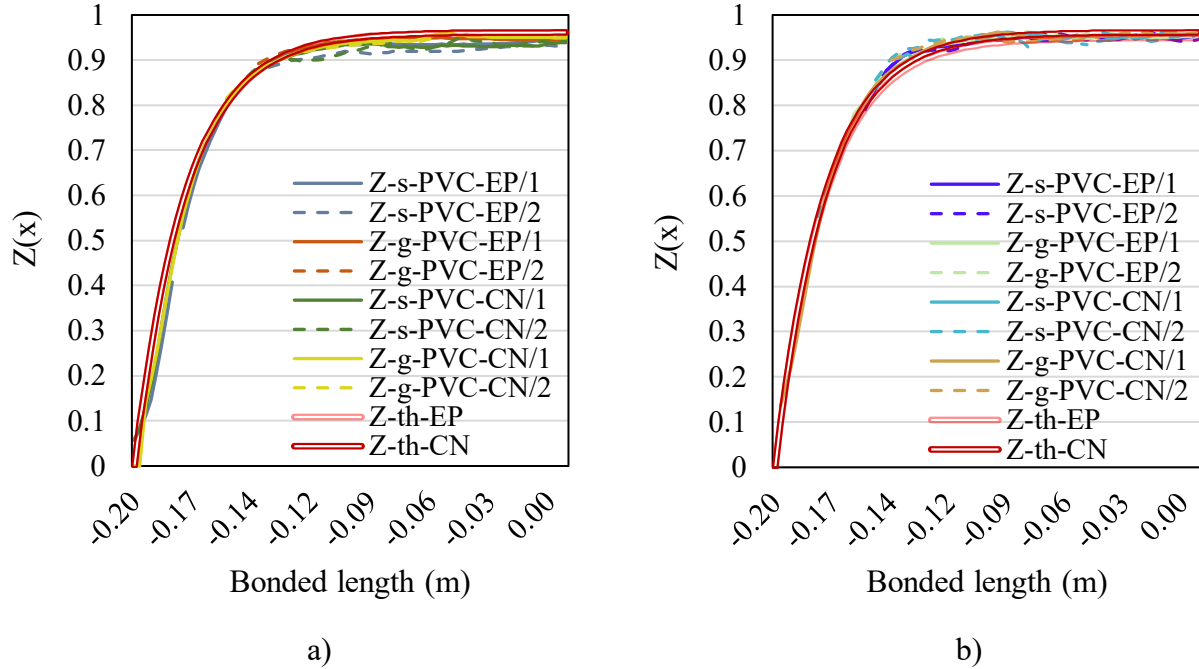 1
0.9
0.8
0.7
0.6
0.5
0.4
0.3
0.2
0.1
0
Z(x)
Z-s-PVC-EP/1
Z-s-PVC-EP/2
Z-g-PVC-EP/1
Z-g-PVC-EP/2
Z-s-PVC-CN/1
Z-s-PVC-CN/2
Z-g-PVC-CN/1
Z-g-PVC-CN/2
Z-th-EP
Z-th-CN
-0.20 -0.17 -0.14 -0.12 -0.09 -0.06 -0.03 0.00
Bonded length (m)
a)
1
0.9
0.8
0.7
0.6
0.5
0.4
0.3
0.2
0.1
0
Z(x)
Z-s-PVC-EP/1
Z-s-PVC-EP/2
Z-g-PVC-EP/1
Z-g-PVC-EP/2
Z-s-PVC-CN/1
Z-s-PVC-CN/2
Z-g-PVC-CN/1
Z-g-PVC-CN/2
Z-th-EP
Z-th-CN
-0.20 -0.17 -0.14 -0.12 -0.09 -0.06 -0.03 0.00
Bonded length (m)
b)